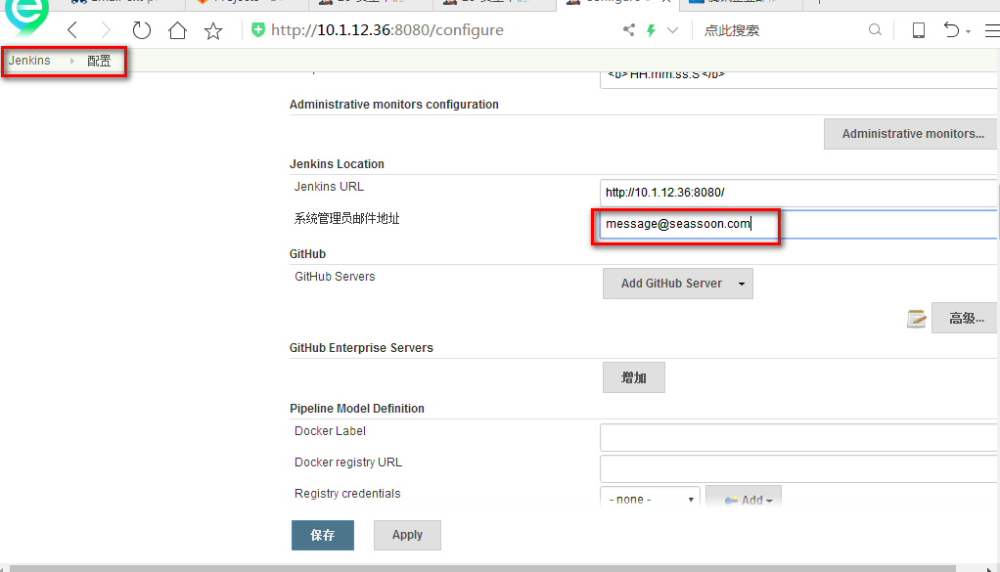 http://10.1.12.36:8080/configure
点此搜索
Jenkins
配置
<b>HH.mm.ss.S</b>
Administrative monitors configuration
Administrative monitors...
Jenkins Location
Jenkins URL
http://10.1.12.36:8080/
系统管理员邮件地址
message@seassoon.com
GitHub
GitHub Servers
Add GitHub Server
高级...
GitHub Enterprise Servers
增加
Pipeline Model Definition
Docker Label
Docker registry URL
Registry credentials
- none -
Add
保存
Apply